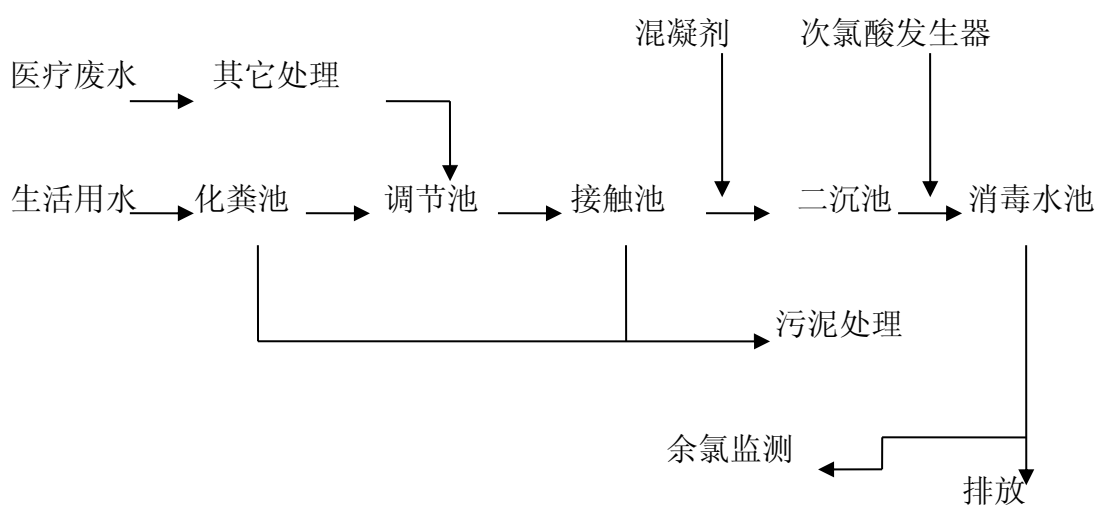 混凝剂 次氯酸发生器
医疗废水 其它处理
生活用水 化粪池 调节池 接触池 二沉池 消毒水池
污泥处理
余氯监测
排放